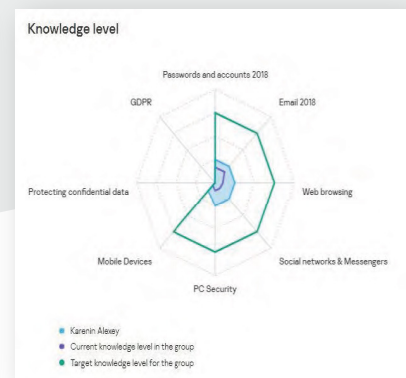 Knowledge level
Passwords and accounts 2018
GDPR
Email 2018
Protecting confidential data
Web browsing
Mobile Devices
Social networks & Messengers
PC Security
Karenin Alexey
Current knowledge level in the group
Target knowledge level for the group